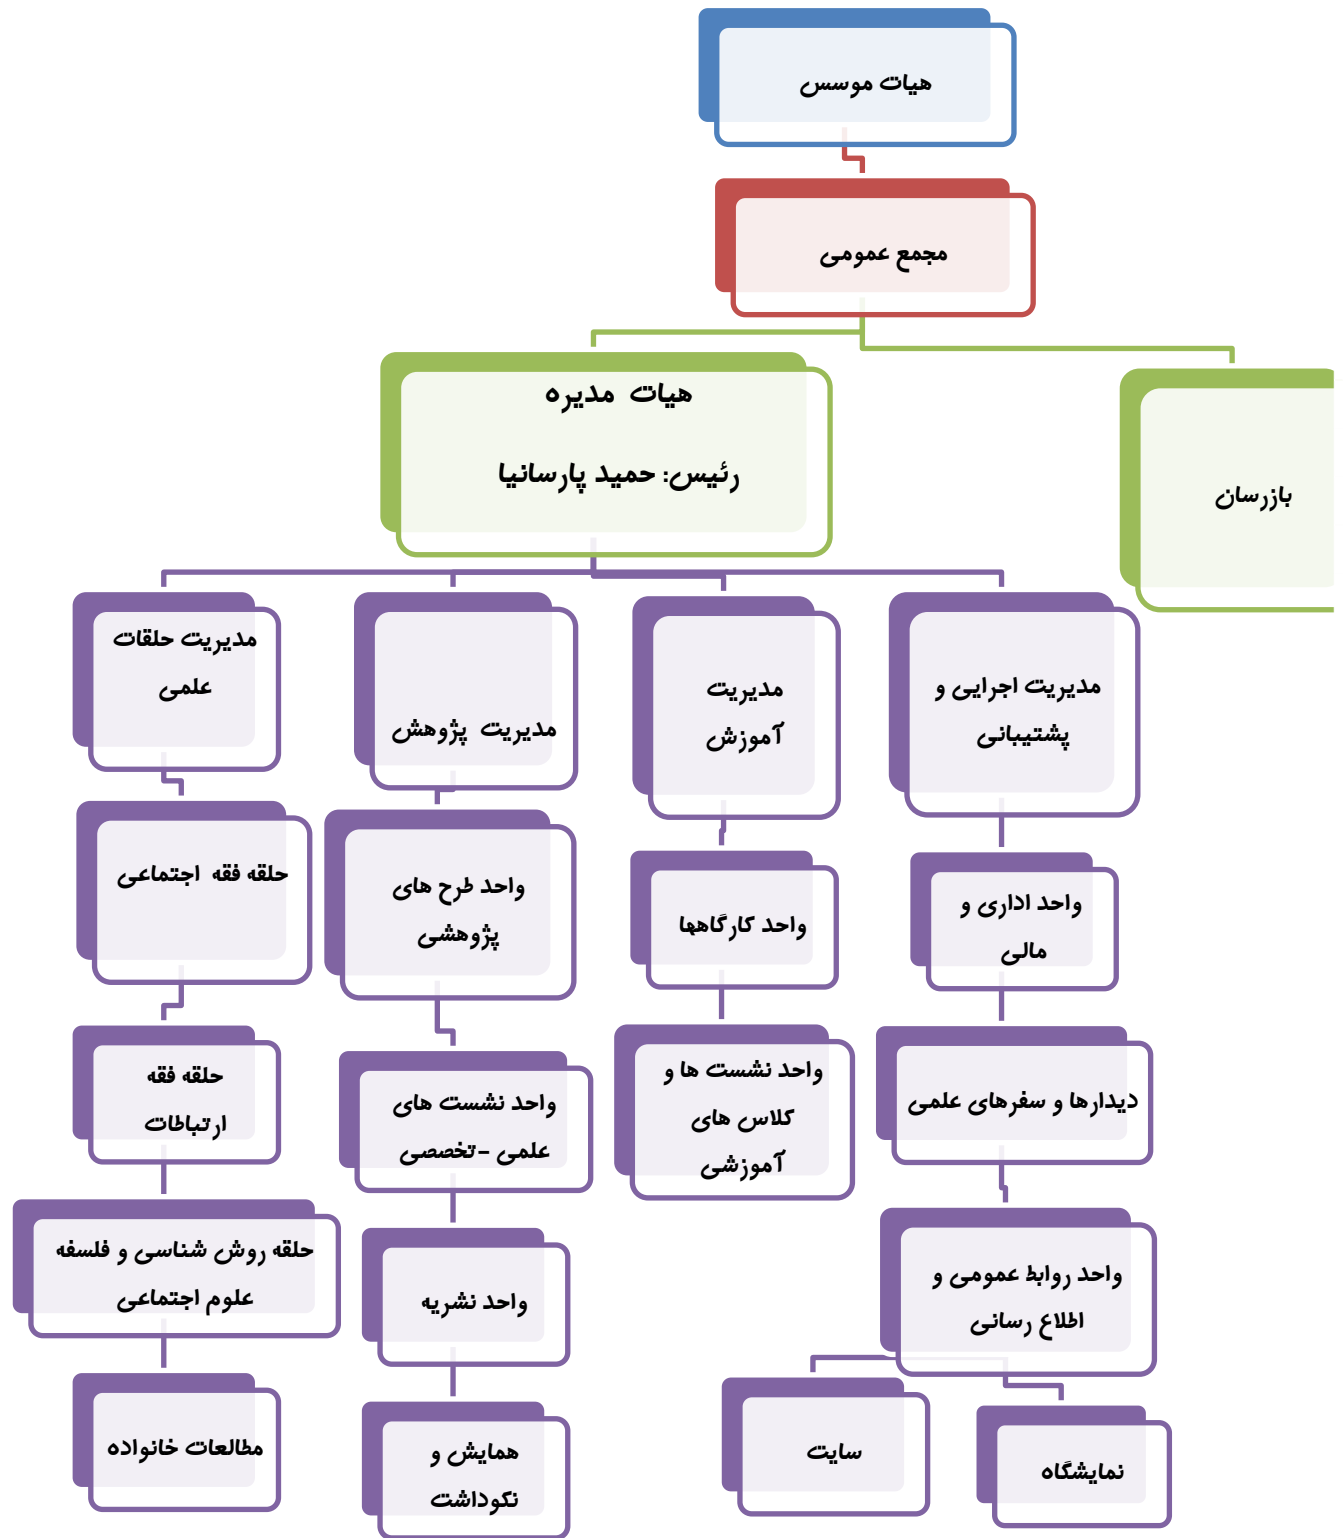 هیات موسس
مجمع عمومی
هیات مدیره
رئیس: حمید پارسانیا
بازرسان
مدیریت اجرایی و
پشتیبانی
واحد اداری و
مالی
دیدارها و سفرهای علمی
واحد روابط عمومی و
اطلاع رسانی
نمایشگاه
سایت
مدیریت
آموزش
واحد کارگاهها
واحد نشست ها و
کلاس های
آموزشی
مدیریت پژوهش
واحد طرح های
پژوهشی
واحد نشست های
علمی -تخصصی
واحد نشریه
همایش و
نکوداشت
مدیریت حلقات
علمی
حلقه فقه اجتماعی
حلقه فقه
ارتباطات
حلقه روش شناسی و فلسفه
علوم اجتماعی
مطالعات خانواده